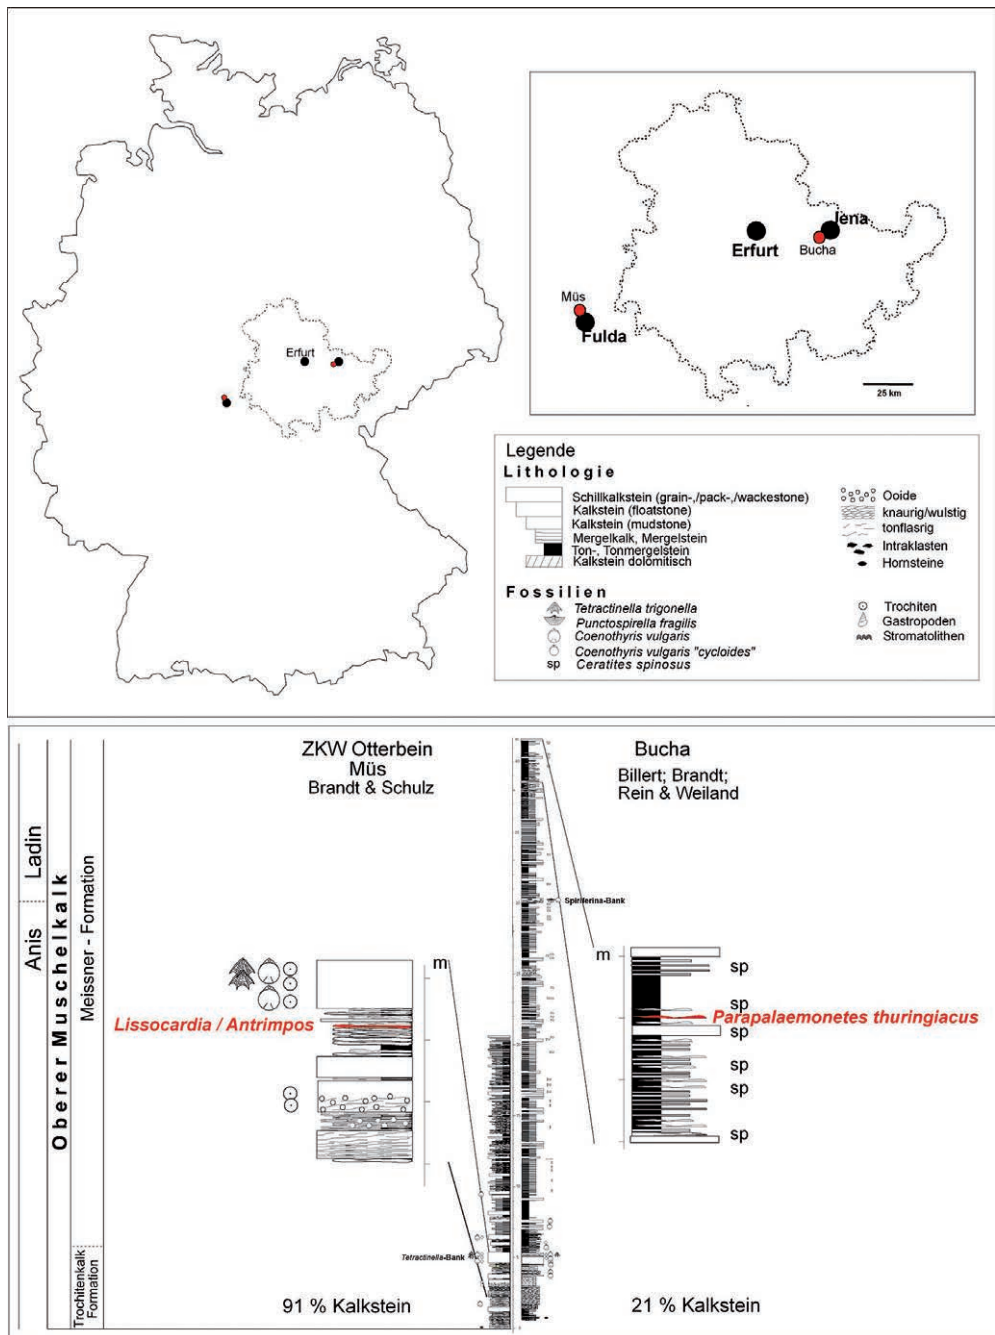 Erfurt
Jena
Erfurt
Bucha
Müs
Fulda
25 km
Legende
Lithologie
Schillkalkstein (grain-,/pack-,/wackestone)
Kalkstein (floatstone)
Kalkstein (mudstone)
Mergelkalk, Mergelstein
Ton-, Tonmergelstein
Kalkstein dolomitisch
Ooide
knaurig/wulstig
tonflasrig
Intraklasten
Hornsteine
Fossilien
Tetractinella trigonella
Punctospirella fragilis
Coenothyris vulgaris
Coenothyris vulgaris "cycloides"
sp Ceratites spinosus
Trochiten
Gastropoden
Stromatolithen
ZKW Otterbein
Müs
Brandt & Schulz
Bucha
Billert; Brandt;
Rein & Weiland
Ladin
Anis
Oberer Muschelkalk
Meissner - Formation
Trochitenkalk
Formation
Spiriferina-Bank
m
m
sp
sp
Lissocardia / Antrimpos
Parapalaemonetes thuringiacus
sp
sp
sp
sp
Tetractinella-Bank
91 % Kalkstein
21 % Kalkstein